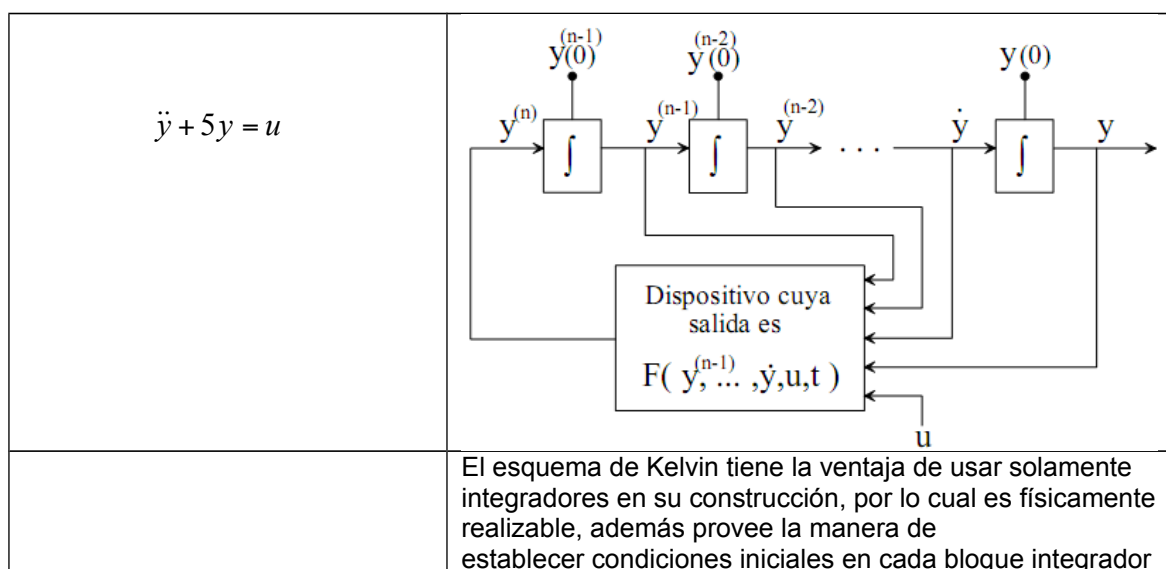 ÿ + 5y = u
y(0)^(n-1) y(0)^(n-2) y(0)
y^(n) ∫ y^(n-1) ∫ y^(n-2) . . . ẏ ∫ y
Dispositivo cuya
salida es
F( y^(n-1), ... ,ẏ,u,t )
u
El esquema de Kelvin tiene la ventaja de usar solamente
integradores en su construcción, por lo cual es físicamente
realizable, además provee la manera de
establecer condiciones iniciales en cada bloque integrador